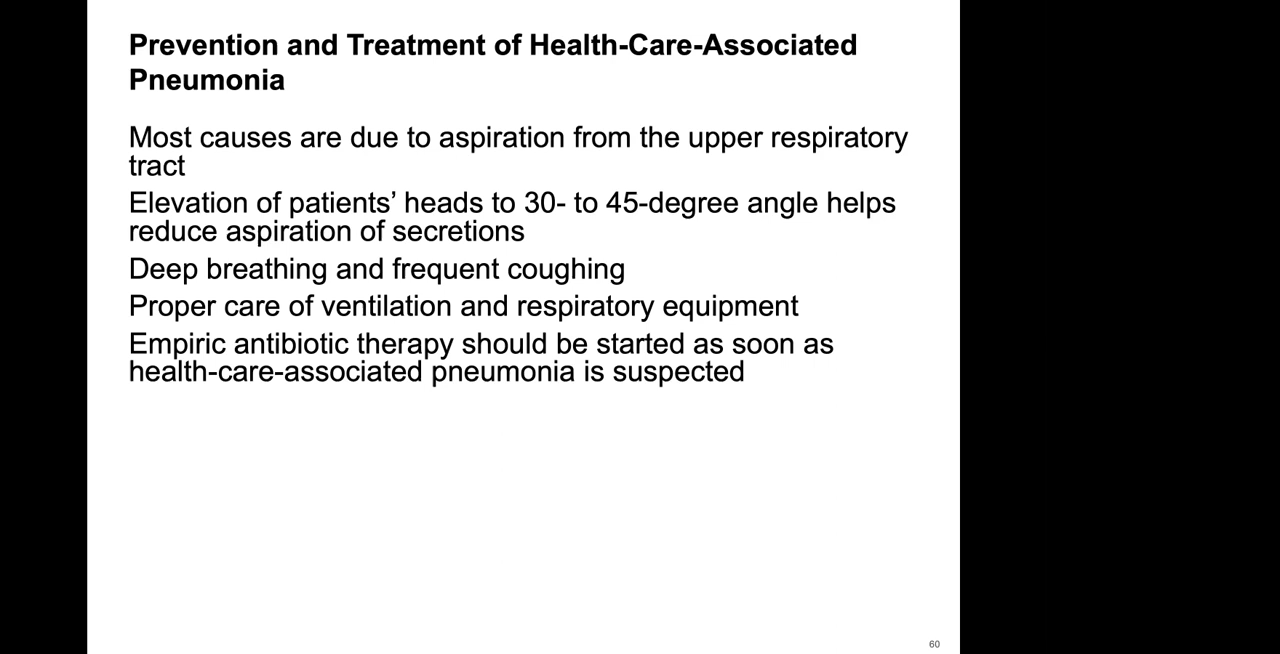 Prevention and Treatment of Health-Care-Associated
Pneumonia
Most causes are due to aspiration from the upper respiratory
tract
Elevation of patients’ heads to 30- to 45-degree angle helps
reduce aspiration of secretions
Deep breathing and frequent coughing
Proper care of ventilation and respiratory equipment
Empiric antibiotic therapy should be started as soon as
health-care-associated pneumonia is suspected
60